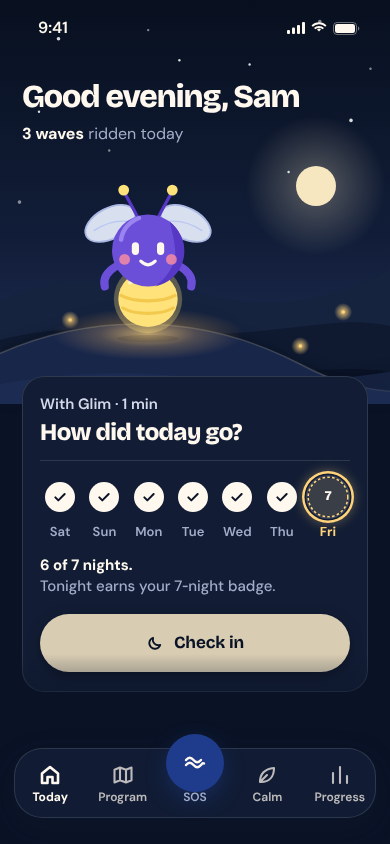 9:41
Good evening, Sam
3 waves ridden today
With Glim · 1 min
How did today go?
7
Sat Sun Mon Tue Wed Thu Fri
6 of 7 nights.
Tonight earns your 7-night badge.
Check in
Today Program SOS Calm Progress